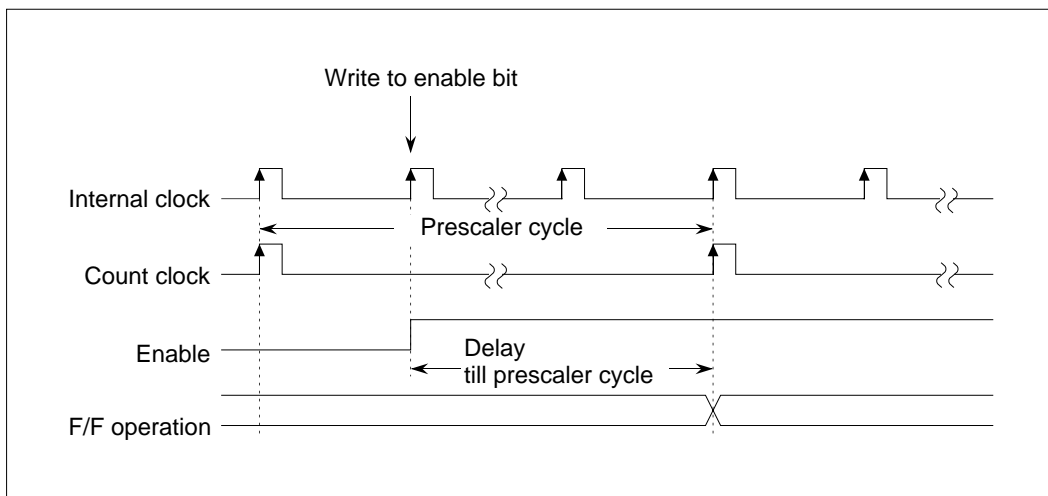 Write to enable bit
Internal clock
Prescaler cycle
Count clock
Enable
Delay
till prescaler cycle
F/F operation